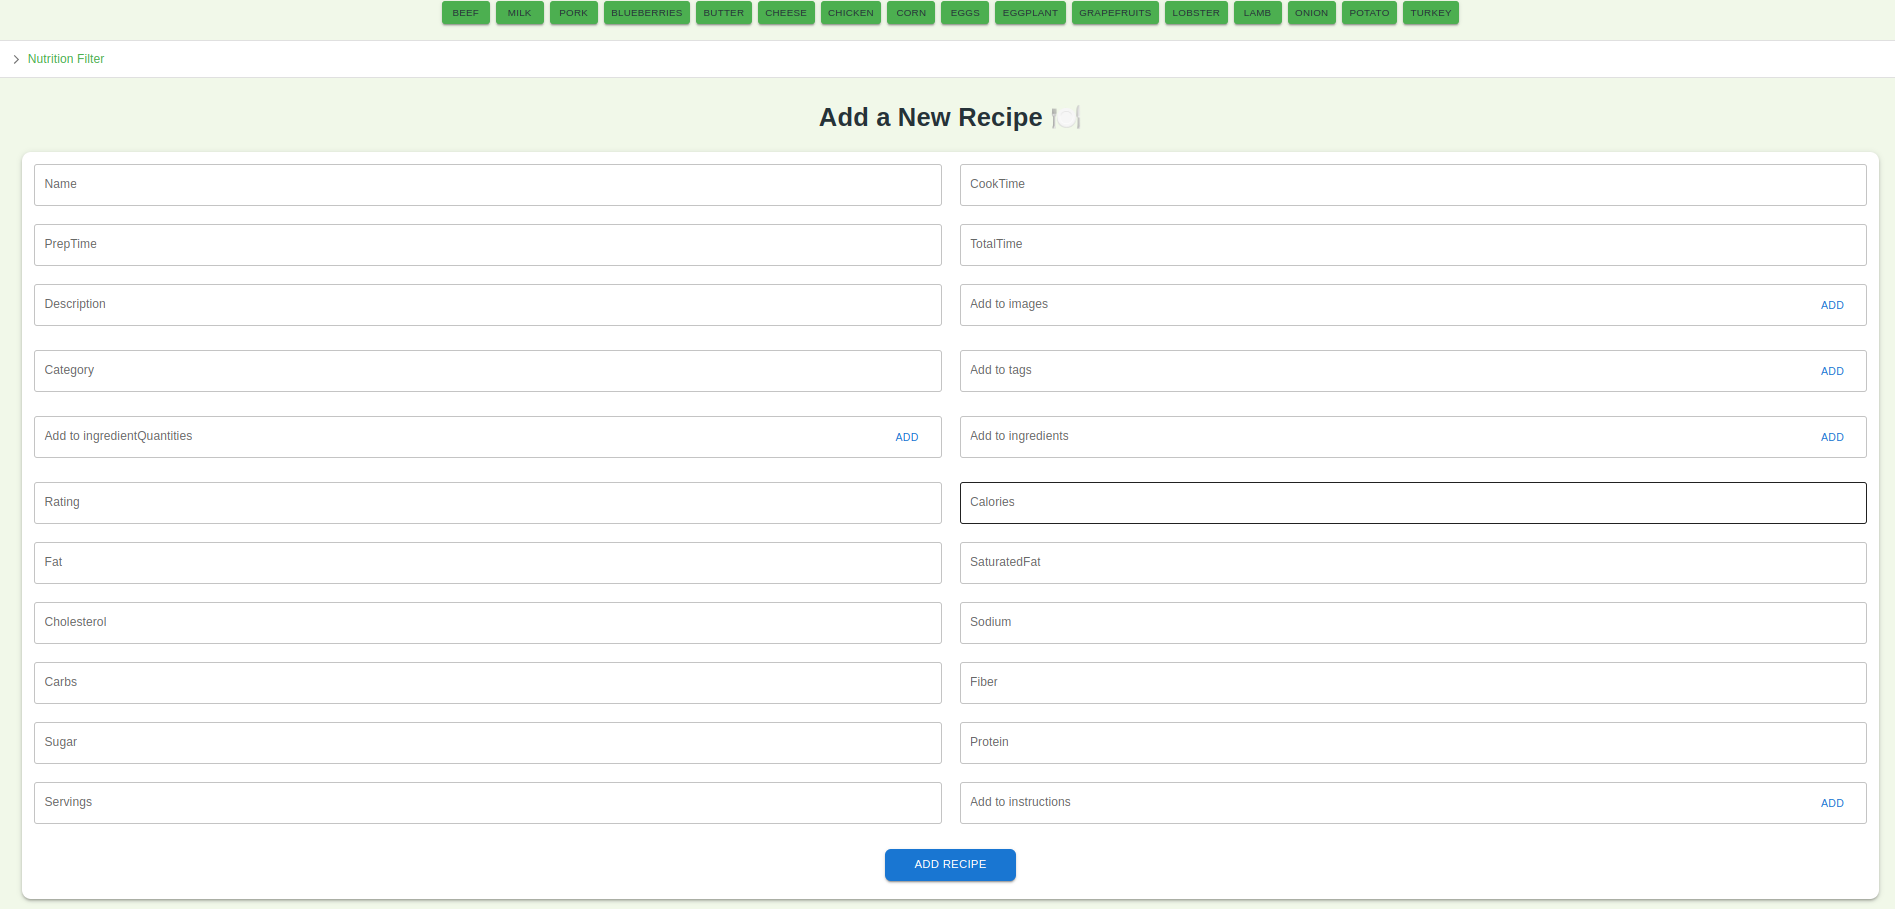 BEEF MILK PORK BLUEBERRIES BUTTER CHEESE CHICKEN CORN EGGS EGGPLANT GRAPEFRUITS LOBSTER LAMB ONION POTATO TURKEY
Nutrition Filter
Add a New Recipe 🍽️
Name CookTime
PrepTime TotalTime
Description Add to images ADD
Category Add to tags ADD
Add to ingredientQuantities ADD Add to ingredients ADD
Rating Calories
Fat SaturatedFat
Cholesterol Sodium
Carbs Fiber
Sugar Protein
Servings Add to instructions ADD
ADD RECIPE